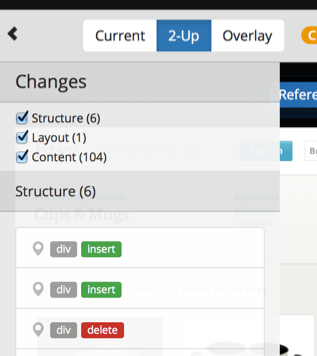 Current 2-Up Overlay C
Refere
Changes
Structure (6)
Layout (1)
Content (104)
Structure (6)
Cups & Mugs
div insert
div insert
div delete